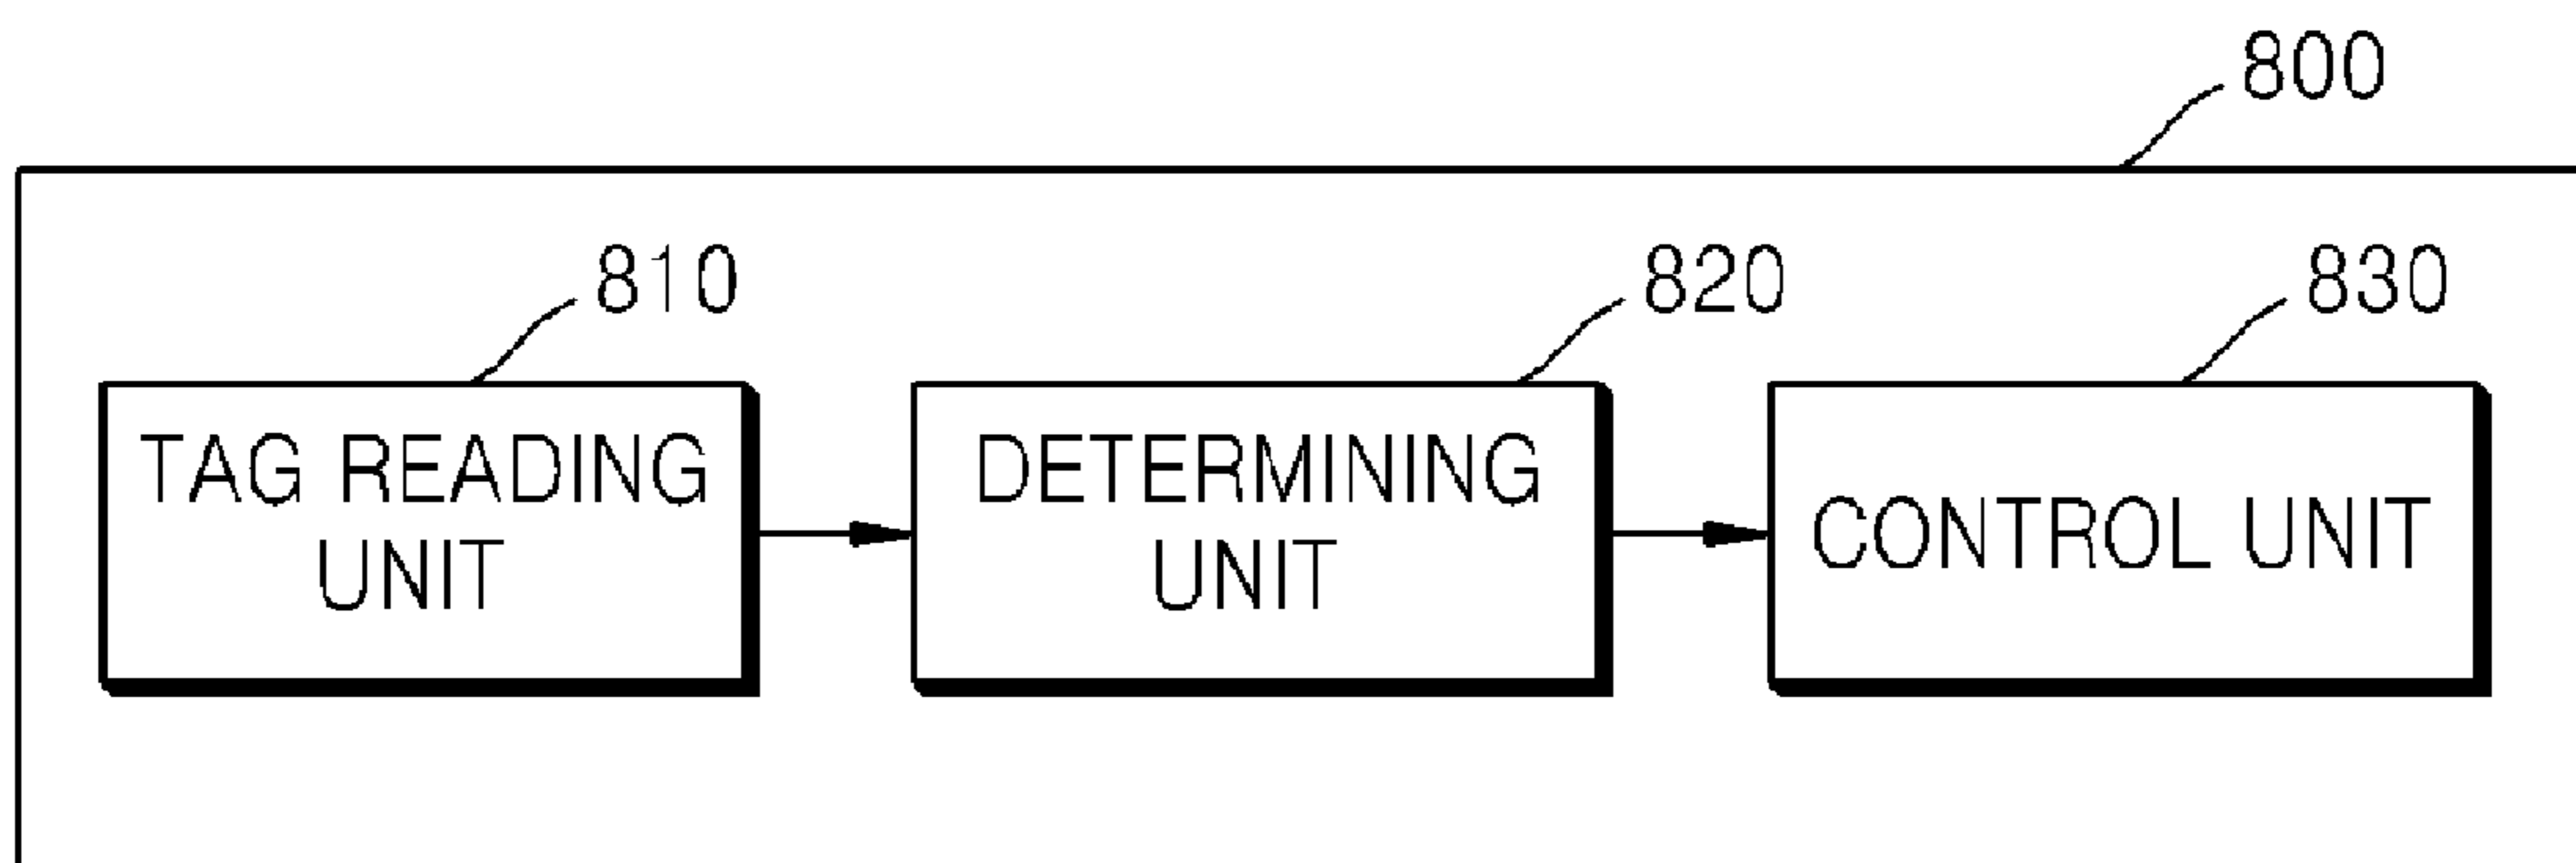 800
810
820
830
TAG READING
UNIT
DETERMINING
UNIT
CONTROL UNIT